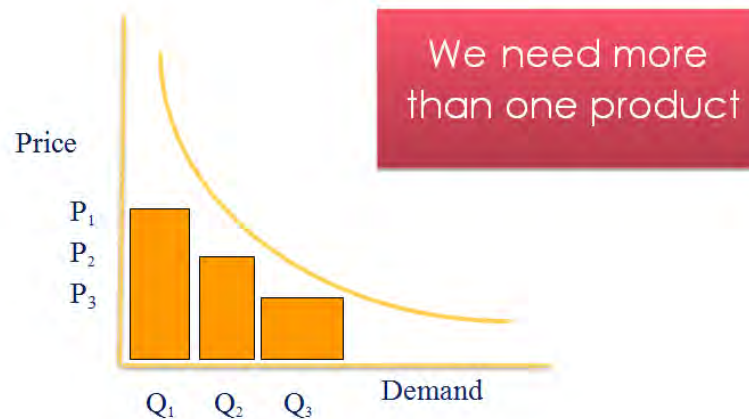 We need more
than one product
Price
P₁
P₂
P₃
Q₁ Q₂ Q₃
Demand